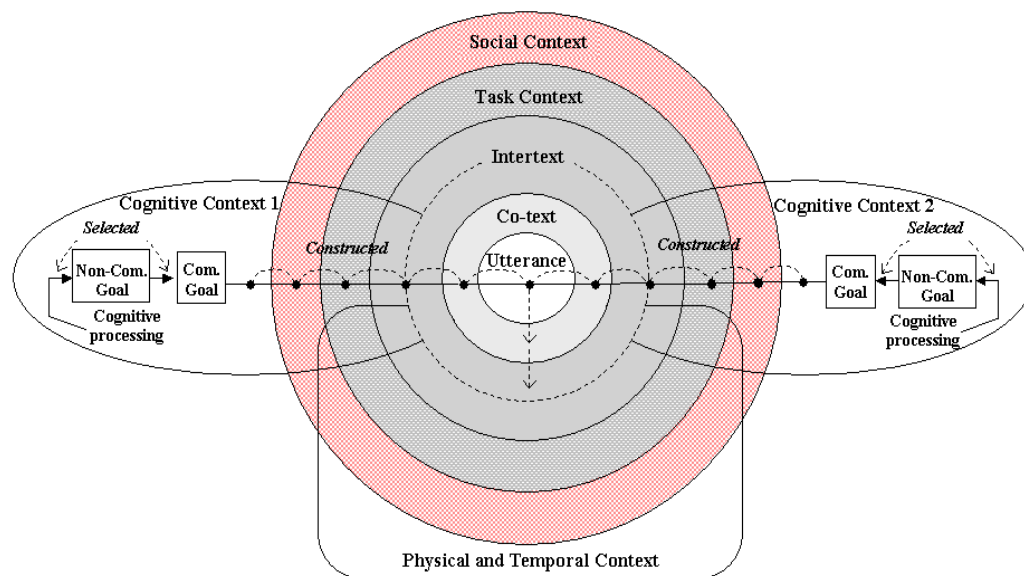 Social Context
Task Context
Intertext
Cognitive Context 1
Cognitive Context 2
Co-text
Selected
Selected
Constructed
Constructed
Utterance
Non-Com.
Goal
Com.
Goal
Com.
Goal
Non-Com.
Goal
Cognitive
processing
Cognitive
processing
Physical and Temporal Context